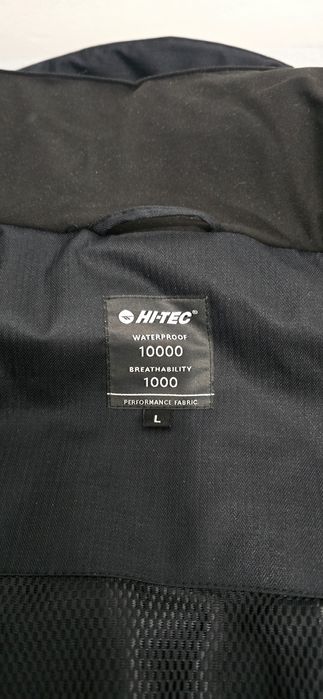 HI-TEC®
WATERPROOF
10000
BREATHABILITY
1000
PERFORMANCE FABRIC
L